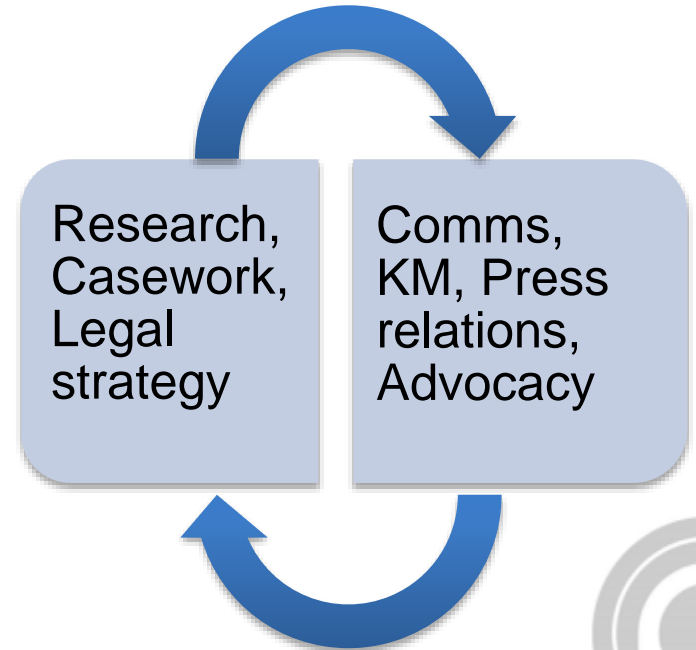 Research,
Casework,
Legal
strategy
Comms,
KM, Press
relations,
Advocacy